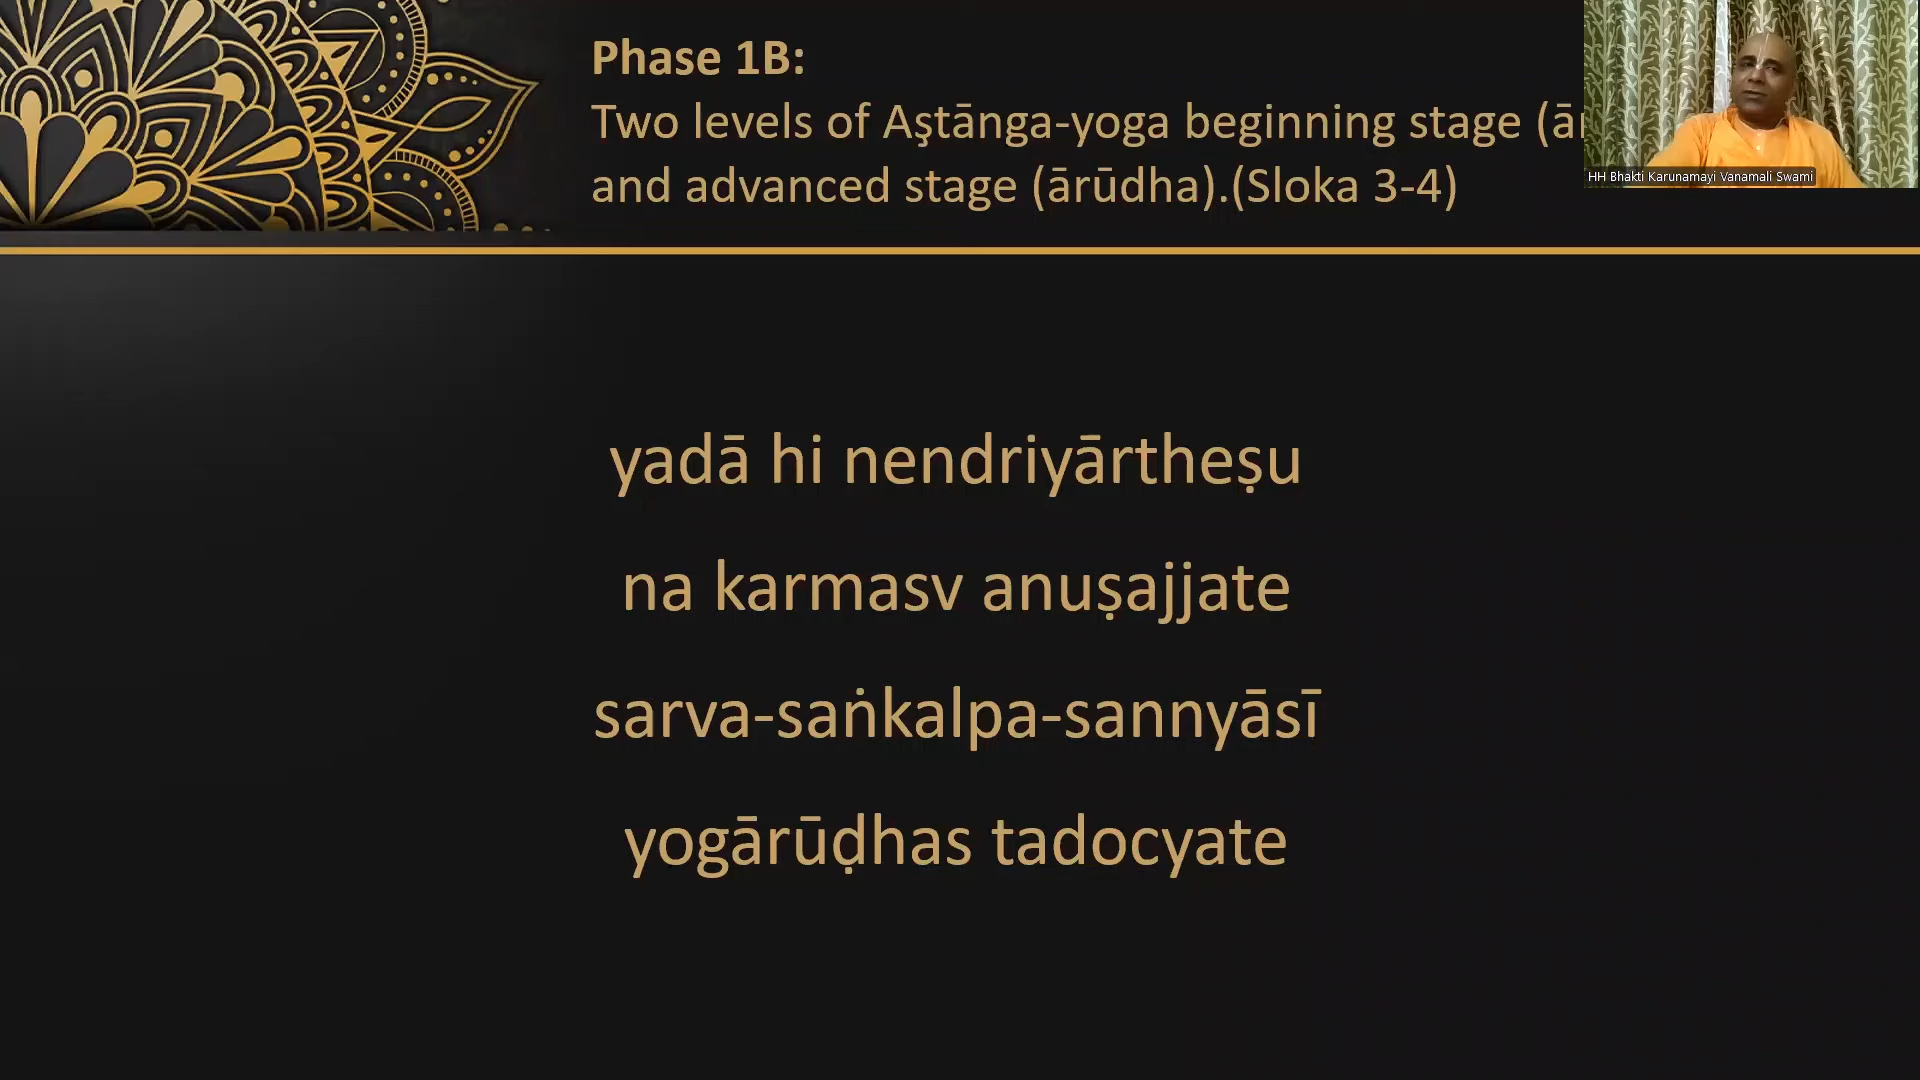 Phase 1B:
Two levels of Aştānga-yoga beginning stage
and advanced stage (ārūdha).(Sloka 3-4)
HH Bhakti Karunamayi Vanamali Swami
yadā hi nendriyārtheṣu
na karmasv anuṣajjate
sarva-saṅkalpa-sannyāsī
yogārūḍhas tadocyate